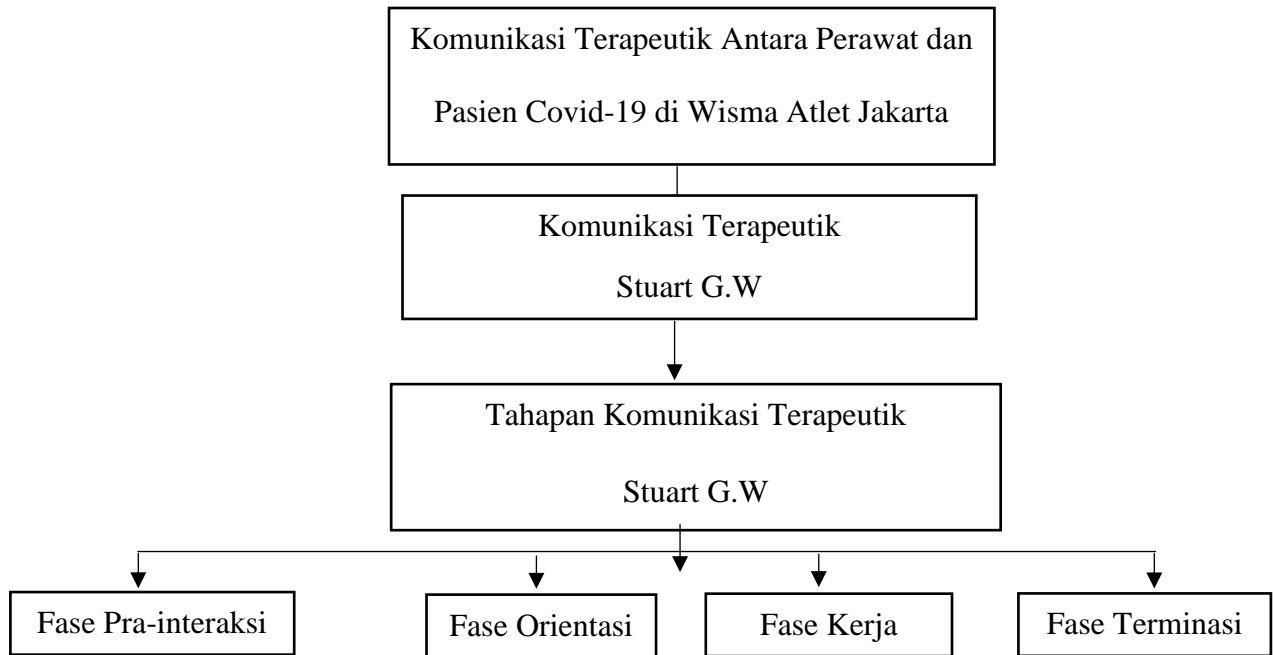 Komunikasi Terapeutik Antara Perawat dan
Pasien Covid-19 di Wisma Atlet Jakarta
Komunikasi Terapeutik
Stuart G.W
Tahapan Komunikasi Terapeutik
Stuart G.W
Fase Pra-interaksi
Fase Orientasi
Fase Kerja
Fase Terminasi